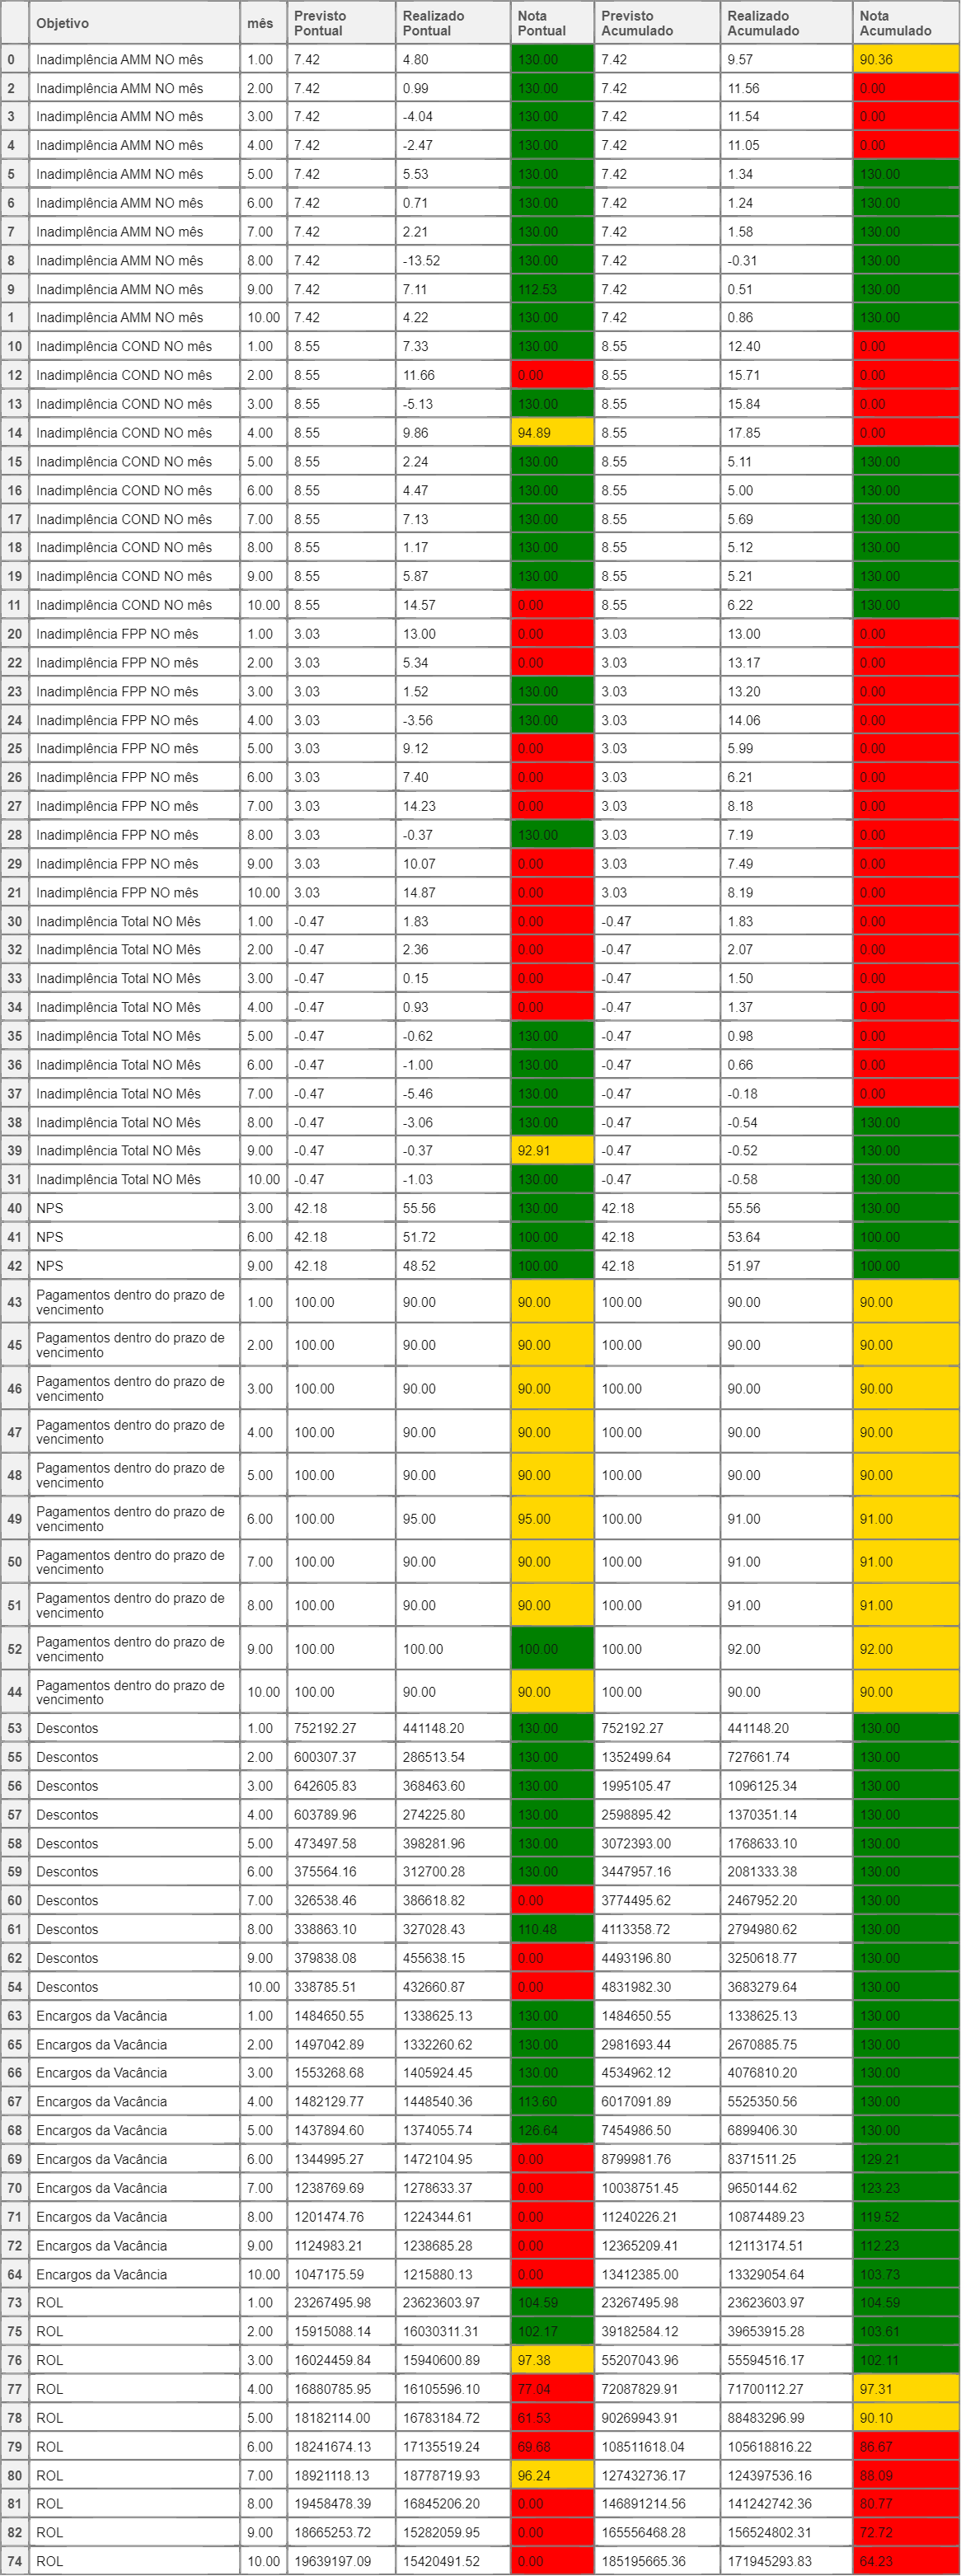 Objetivo mês Previsto Pontual Realizado Pontual Nota Pontual Previsto Acumulado Realizado Acumulado Nota Acumulado
0 Inadimplência AMM NO mês 1.00 7.42 4.80 130.00 7.42 9.57 90.36
2 Inadimplência AMM NO mês 2.00 7.42 0.99 130.00 7.42 11.56 0.00
3 Inadimplência AMM NO mês 3.00 7.42 -4.04 130.00 7.42 11.54 0.00
4 Inadimplência AMM NO mês 4.00 7.42 -2.47 130.00 7.42 11.05 0.00
5 Inadimplência AMM NO mês 5.00 7.42 5.53 130.00 7.42 1.34 130.00
6 Inadimplência AMM NO mês 6.00 7.42 0.71 130.00 7.42 1.24 130.00
7 Inadimplência AMM NO mês 7.00 7.42 2.21 130.00 7.42 1.58 130.00
8 Inadimplência AMM NO mês 8.00 7.42 -13.52 130.00 7.42 -0.31 130.00
9 Inadimplência AMM NO mês 9.00 7.42 7.11 112.53 7.42 0.51 130.00
1 Inadimplência AMM NO mês 10.00 7.42 4.22 130.00 7.42 0.86 130.00
10 Inadimplência COND NO mês 1.00 8.55 7.33 130.00 8.55 12.40 0.00
12 Inadimplência COND NO mês 2.00 8.55 11.66 0.00 8.55 15.71 0.00
13 Inadimplência COND NO mês 3.00 8.55 -5.13 130.00 8.55 15.84 0.00
14 Inadimplência COND NO mês 4.00 8.55 9.86 94.89 8.55 17.85 0.00
15 Inadimplência COND NO mês 5.00 8.55 2.24 130.00 8.55 5.11 130.00
16 Inadimplência COND NO mês 6.00 8.55 4.47 130.00 8.55 5.00 130.00
17 Inadimplência COND NO mês 7.00 8.55 7.13 130.00 8.55 5.69 130.00
18 Inadimplência COND NO mês 8.00 8.55 1.17 130.00 8.55 5.12 130.00
19 Inadimplência COND NO mês 9.00 8.55 5.87 130.00 8.55 5.21 130.00
11 Inadimplência COND NO mês 10.00 8.55 14.57 0.00 8.55 6.22 130.00
20 Inadimplência FPP NO mês 1.00 3.03 13.00 0.00 3.03 13.00 0.00
22 Inadimplência FPP NO mês 2.00 3.03 5.34 0.00 3.03 13.17 0.00
23 Inadimplência FPP NO mês 3.00 3.03 1.52 130.00 3.03 13.20 0.00
24 Inadimplência FPP NO mês 4.00 3.03 -3.56 130.00 3.03 14.06 0.00
25 Inadimplência FPP NO mês 5.00 3.03 9.12 0.00 3.03 5.99 0.00
26 Inadimplência FPP NO mês 6.00 3.03 7.40 0.00 3.03 6.21 0.00
27 Inadimplência FPP NO mês 7.00 3.03 14.23 0.00 3.03 8.18 0.00
28 Inadimplência FPP NO mês 8.00 3.03 -0.37 130.00 3.03 7.19 0.00
29 Inadimplência FPP NO mês 9.00 3.03 10.07 0.00 3.03 7.49 0.00
21 Inadimplência FPP NO mês 10.00 3.03 14.87 0.00 3.03 8.19 0.00
30 Inadimplência Total NO Mês 1.00 -0.47 1.83 0.00 -0.47 1.83 0.00
32 Inadimplência Total NO Mês 2.00 -0.47 2.36 0.00 -0.47 2.07 0.00
33 Inadimplência Total NO Mês 3.00 -0.47 0.15 0.00 -0.47 1.50 0.00
34 Inadimplência Total NO Mês 4.00 -0.47 0.93 0.00 -0.47 1.37 0.00
35 Inadimplência Total NO Mês 5.00 -0.47 -0.62 130.00 -0.47 0.98 0.00
36 Inadimplência Total NO Mês 6.00 -0.47 -1.00 130.00 -0.47 0.66 0.00
37 Inadimplência Total NO Mês 7.00 -0.47 -5.46 130.00 -0.47 -0.18 0.00
38 Inadimplência Total NO Mês 8.00 -0.47 -3.06 130.00 -0.47 -0.54 130.00
39 Inadimplência Total NO Mês 9.00 -0.47 -0.37 92.91 -0.47 -0.52 130.00
31 Inadimplência Total NO Mês 10.00 -0.47 -1.03 130.00 -0.47 -0.58 130.00
40 NPS 3.00 42.18 55.56 130.00 42.18 55.56 130.00
41 NPS 6.00 42.18 51.72 100.00 42.18 53.64 100.00
42 NPS 9.00 42.18 48.52 100.00 42.18 51.97 100.00
43 Pagamentos dentro do prazo de vencimento 1.00 100.00 90.00 90.00 100.00 90.00 90.00
45 Pagamentos dentro do prazo de vencimento 2.00 100.00 90.00 90.00 100.00 90.00 90.00
46 Pagamentos dentro do prazo de vencimento 3.00 100.00 90.00 90.00 100.00 90.00 90.00
47 Pagamentos dentro do prazo de vencimento 4.00 100.00 90.00 90.00 100.00 90.00 90.00
48 Pagamentos dentro do prazo de vencimento 5.00 100.00 90.00 90.00 100.00 90.00 90.00
49 Pagamentos dentro do prazo de vencimento 6.00 100.00 95.00 95.00 100.00 91.00 91.00
50 Pagamentos dentro do prazo de vencimento 7.00 100.00 90.00 90.00 100.00 91.00 91.00
51 Pagamentos dentro do prazo de vencimento 8.00 100.00 90.00 90.00 100.00 91.00 91.00
52 Pagamentos dentro do prazo de vencimento 9.00 100.00 100.00 100.00 100.00 92.00 92.00
44 Pagamentos dentro do prazo de vencimento 10.00 100.00 90.00 90.00 100.00 90.00 90.00
53 Descontos 1.00 752192.27 441148.20 130.00 752192.27 441148.20 130.00
55 Descontos 2.00 600307.37 286513.54 130.00 1352499.64 727661.74 130.00
56 Descontos 3.00 642605.83 368463.60 130.00 1995105.47 1096125.34 130.00
57 Descontos 4.00 603789.96 274225.80 130.00 2598895.42 1370351.14 130.00
58 Descontos 5.00 473497.58 398281.96 130.00 3072393.00 1768633.10 130.00
59 Descontos 6.00 375564.16 312700.28 130.00 3447957.16 2081333.38 130.00
60 Descontos 7.00 326538.46 386618.82 0.00 3774495.62 2467952.20 130.00
61 Descontos 8.00 338863.10 327028.43 110.48 4113358.72 2794980.62 130.00
62 Descontos 9.00 379838.08 455638.15 0.00 4493196.80 3250618.77 130.00
54 Descontos 10.00 338785.51 432660.87 0.00 4831982.30 3683279.64 130.00
63 Encargos da Vacância 1.00 1484650.55 1338625.13 130.00 1484650.55 1338625.13 130.00
65 Encargos da Vacância 2.00 1497042.89 1332260.62 130.00 2981693.44 2670885.75 130.00
66 Encargos da Vacância 3.00 1553268.68 1405924.45 130.00 4534962.12 4076810.20 130.00
67 Encargos da Vacância 4.00 1482129.77 1448540.36 113.60 6017091.89 5525350.56 130.00
68 Encargos da Vacância 5.00 1437894.60 1374055.74 126.64 7454986.50 6899406.30 130.00
69 Encargos da Vacância 6.00 1344995.27 1472104.95 0.00 8799981.76 8371511.25 129.21
70 Encargos da Vacância 7.00 1238769.69 1278633.37 0.00 10038751.45 9650144.62 123.23
71 Encargos da Vacância 8.00 1201474.76 1224344.61 0.00 11240226.21 10874489.23 119.52
72 Encargos da Vacância 9.00 1124983.21 1238685.28 0.00 12365209.41 12113174.51 112.23
64 Encargos da Vacância 10.00 1047175.59 1215880.13 0.00 13412385.00 13329054.64 103.73
73 ROL 1.00 23267495.98 23623603.97 104.59 23267495.98 23623603.97 104.59
75 ROL 2.00 15915088.14 16030311.31 102.17 39182584.12 39653915.28 103.61
76 ROL 3.00 16024459.84 15940600.89 97.38 55207043.96 55594516.17 102.11
77 ROL 4.00 16880785.95 16105596.10 77.04 72087829.91 71700112.27 97.31
78 ROL 5.00 18182114.00 16783184.72 61.53 90269943.91 88483296.99 90.10
79 ROL 6.00 18241674.13 17135519.24 69.68 108511618.04 105618816.22 86.67
80 ROL 7.00 18921118.13 18778719.93 96.24 127432736.17 124397536.16 88.09
81 ROL 8.00 19458478.39 16845206.20 0.00 146891214.56 141242742.36 80.77
82 ROL 9.00 18665253.72 15282059.95 0.00 165556468.28 156524802.31 72.72
74 ROL 10.00 19639197.09 15420491.52 0.00 185195665.36 171945293.83 64.23